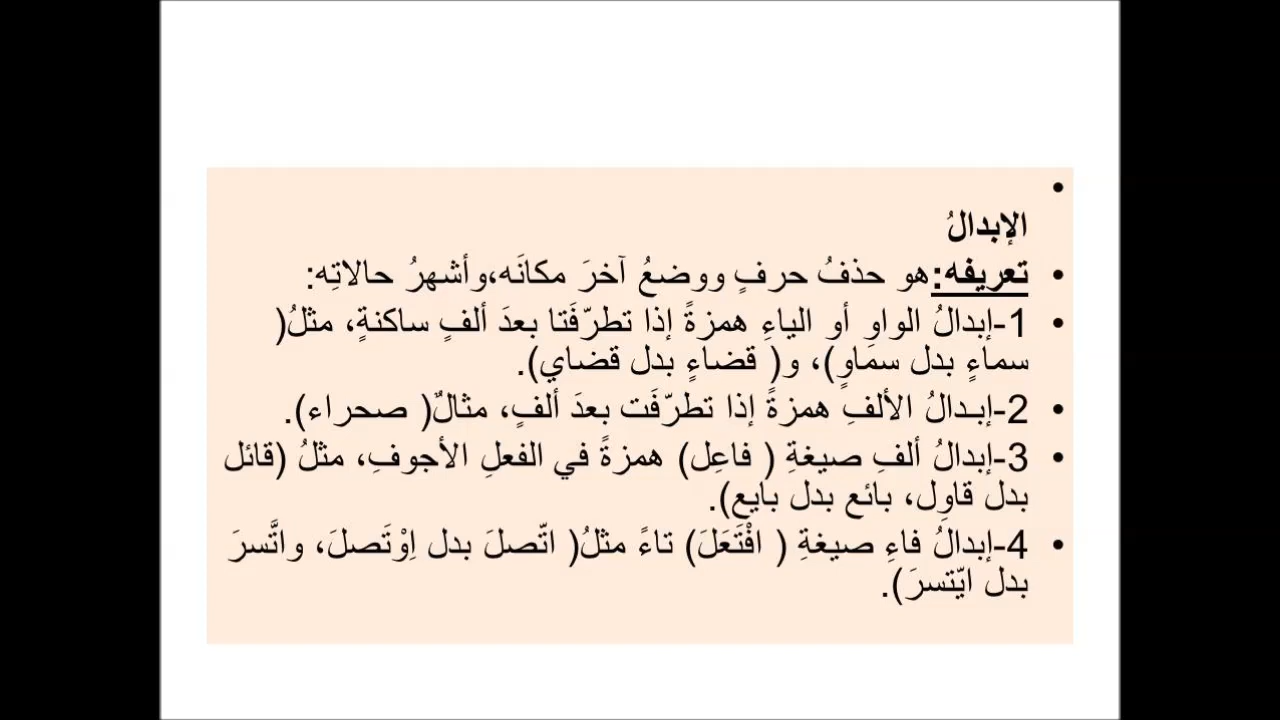 •
الإبدالُ
• تعريفه: هو حذفُ حرفٍ ووضعُ آخرَ مكانَه،وأشهرُ حالاتِه:
• 1-إبدالُ الواوِ أو الياءِ همزةً إذا تطرّفَتا بعدَ ألفٍ ساكنةٍ، مثلُ(
سماءٍ بدل سمَاوٍ)، و( قضاءٍ بدل قضاي).
• 2-إبـدالُ الألفِ همزةً إذا تطرّفَت بعدَ ألفٍ، مثالٌ( صحراء).
• 3-إبدالُ ألفِ صيغةِ ( فاعِل) همزةً في الفعلِ الأجوفِ، مثلُ (قائل
بدل قاوِل، بائع بدل بايع).
• 4-إبدالُ فاءِ صيغةِ ( افْتَعَلَ) تاءً مثلُ( اتّصلَ بدل اِوْتَصلَ، واتَّسرَ
بدل ايّتسرَ).